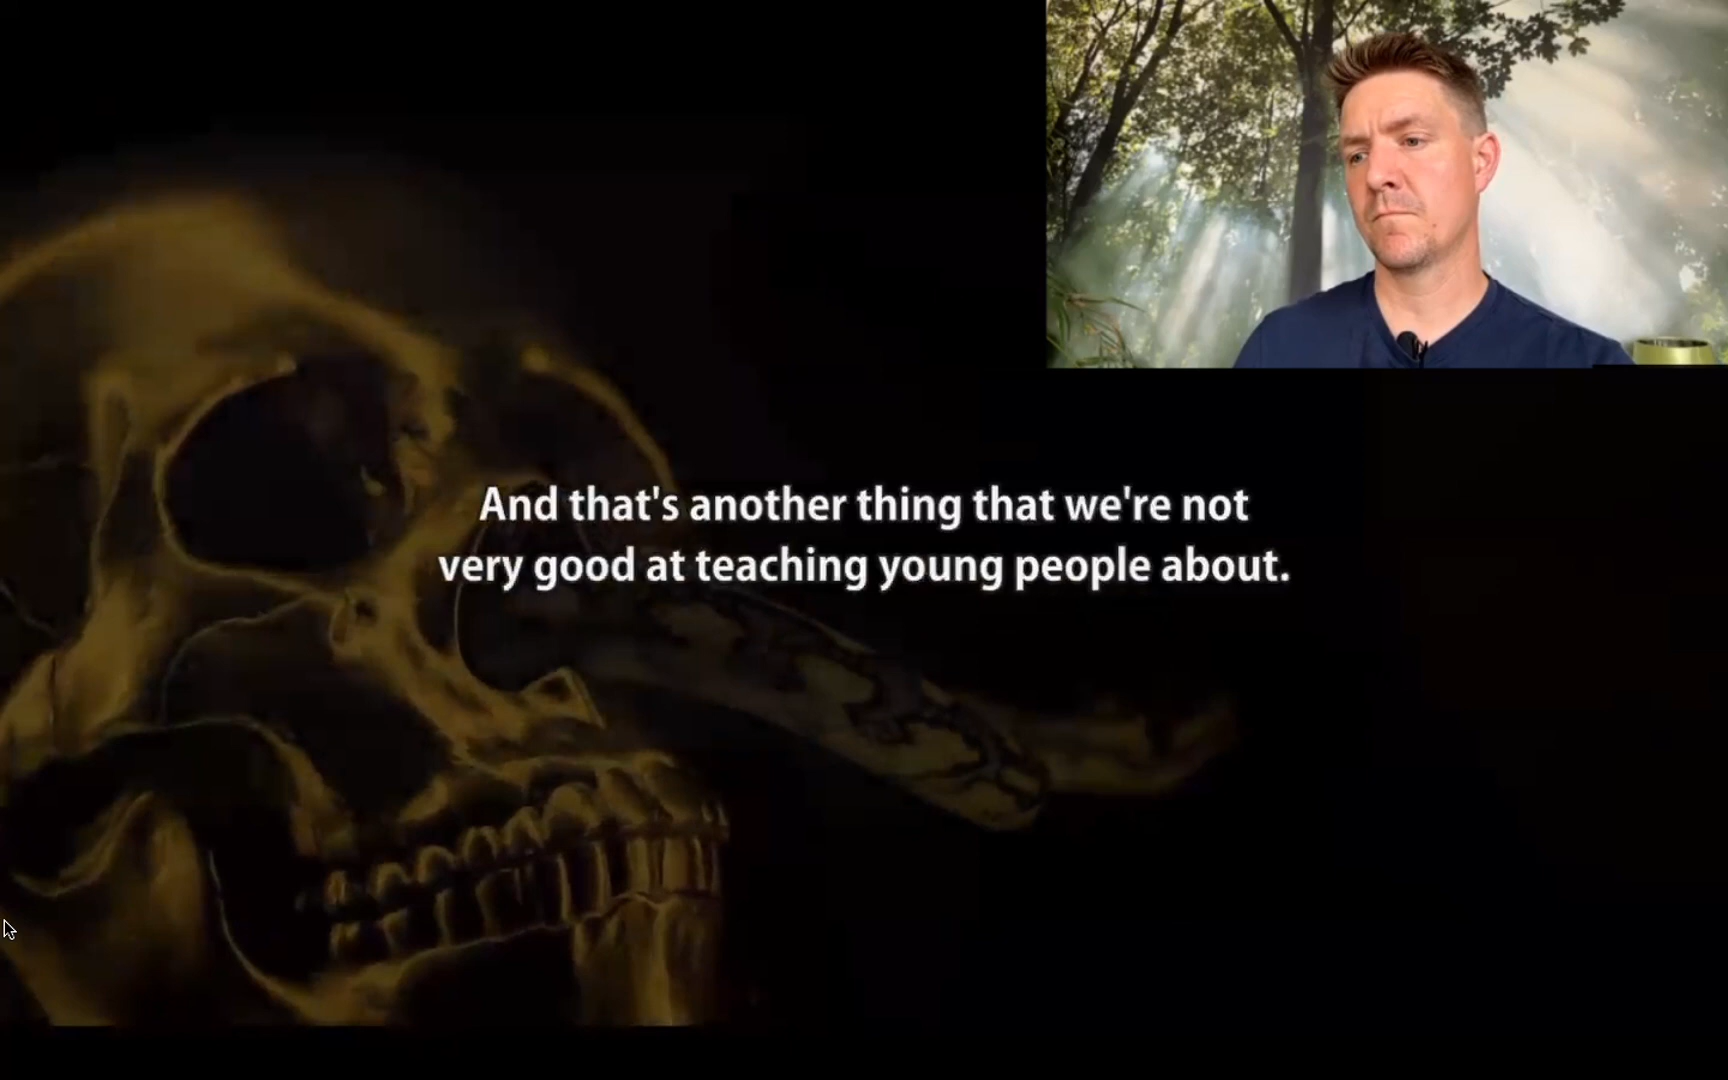 And that's another thing that we're not
very good at teaching young people about.